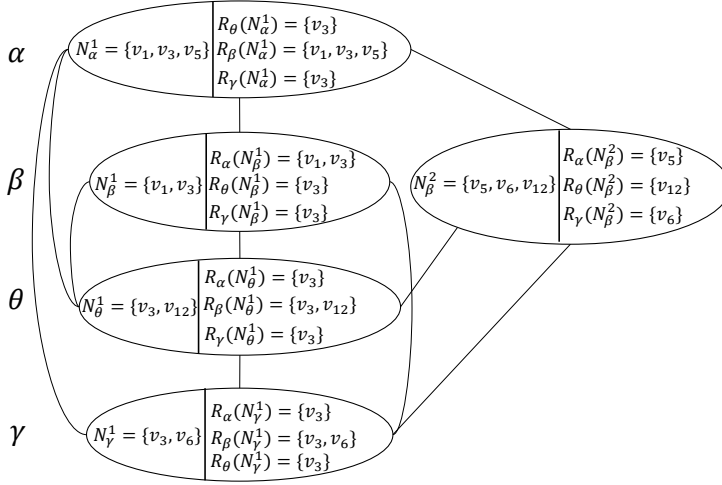 α
N_α^1 = {v_1, v_3, v_5}
R_θ(N_α^1) = {v_3}
R_β(N_α^1) = {v_1, v_3, v_5}
R_γ(N_α^1) = {v_3}
β
N_β^1 = {v_1, v_3}
R_α(N_β^1) = {v_1, v_3}
R_θ(N_β^1) = {v_3}
R_γ(N_β^1) = {v_3}
N_β^2 = {v_5, v_6, v_12}
R_α(N_β^2) = {v_5}
R_θ(N_β^2) = {v_12}
R_γ(N_β^2) = {v_6}
θ
N_θ^1 = {v_3, v_12}
R_α(N_θ^1) = {v_3}
R_β(N_θ^1) = {v_3, v_12}
R_γ(N_θ^1) = {v_3}
γ
N_γ^1 = {v_3, v_6}
R_α(N_γ^1) = {v_3}
R_β(N_γ^1) = {v_3, v_6}
R_θ(N_γ^1) = {v_3}